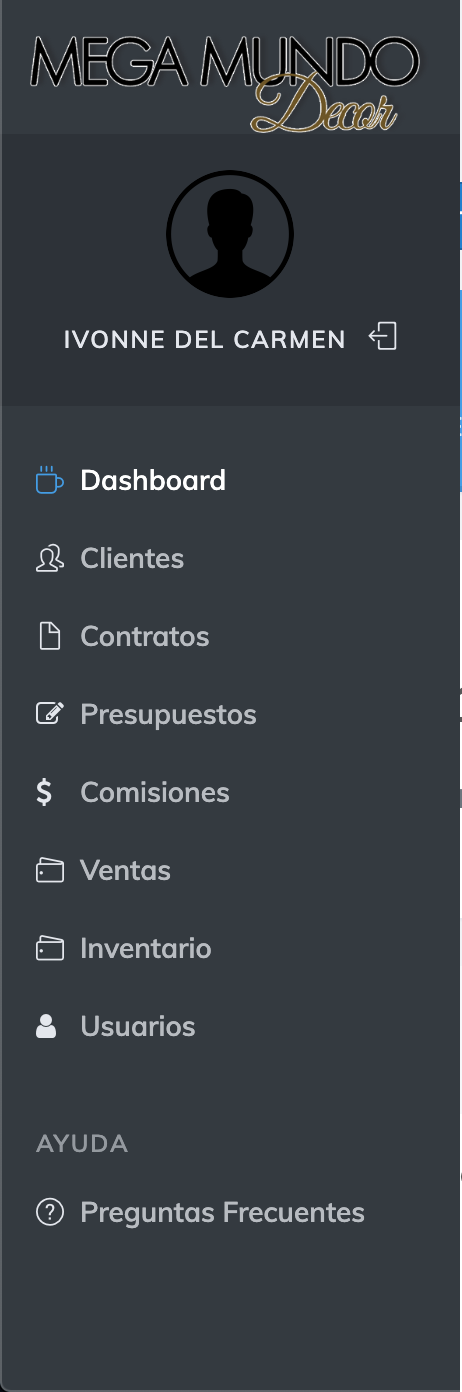 MEGA MUNDO
Decor
IVONNE DEL CARMEN
Dashboard
Clientes
Contratos
Presupuestos
Comisiones
Ventas
Inventario
Usuarios
AYUDA
Preguntas Frecuentes